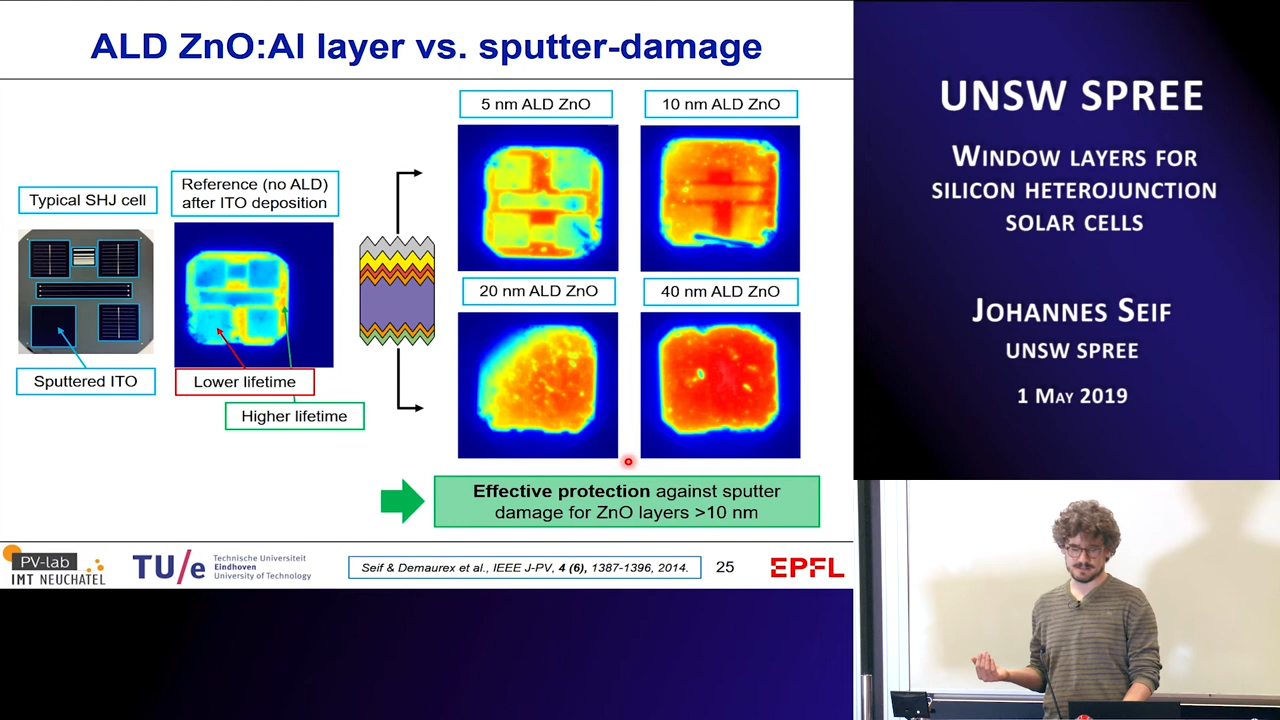 ALD ZnO:Al layer vs. sputter-damage
Typical SHJ cell
Reference (no ALD)
after ITO deposition
Sputtered ITO
Lower lifetime
Higher lifetime
5 nm ALD ZnO
10 nm ALD ZnO
20 nm ALD ZnO
40 nm ALD ZnO
Effective protection against sputter
damage for ZnO layers >10 nm
PV-lab
IMT NEUCHATEL
TU/e
Technische Universiteit
Eindhoven
University of Technology
Seif & Demaurex et al., IEEE J-PV, 4 (6), 1387-1396, 2014.
25
EPFL
UNSW SPREE
WINDOW LAYERS FOR
SILICON HETEROJUNCTION
SOLAR CELLS
JOHANNES SEIF
UNSW SPREE
1 MAY 2019